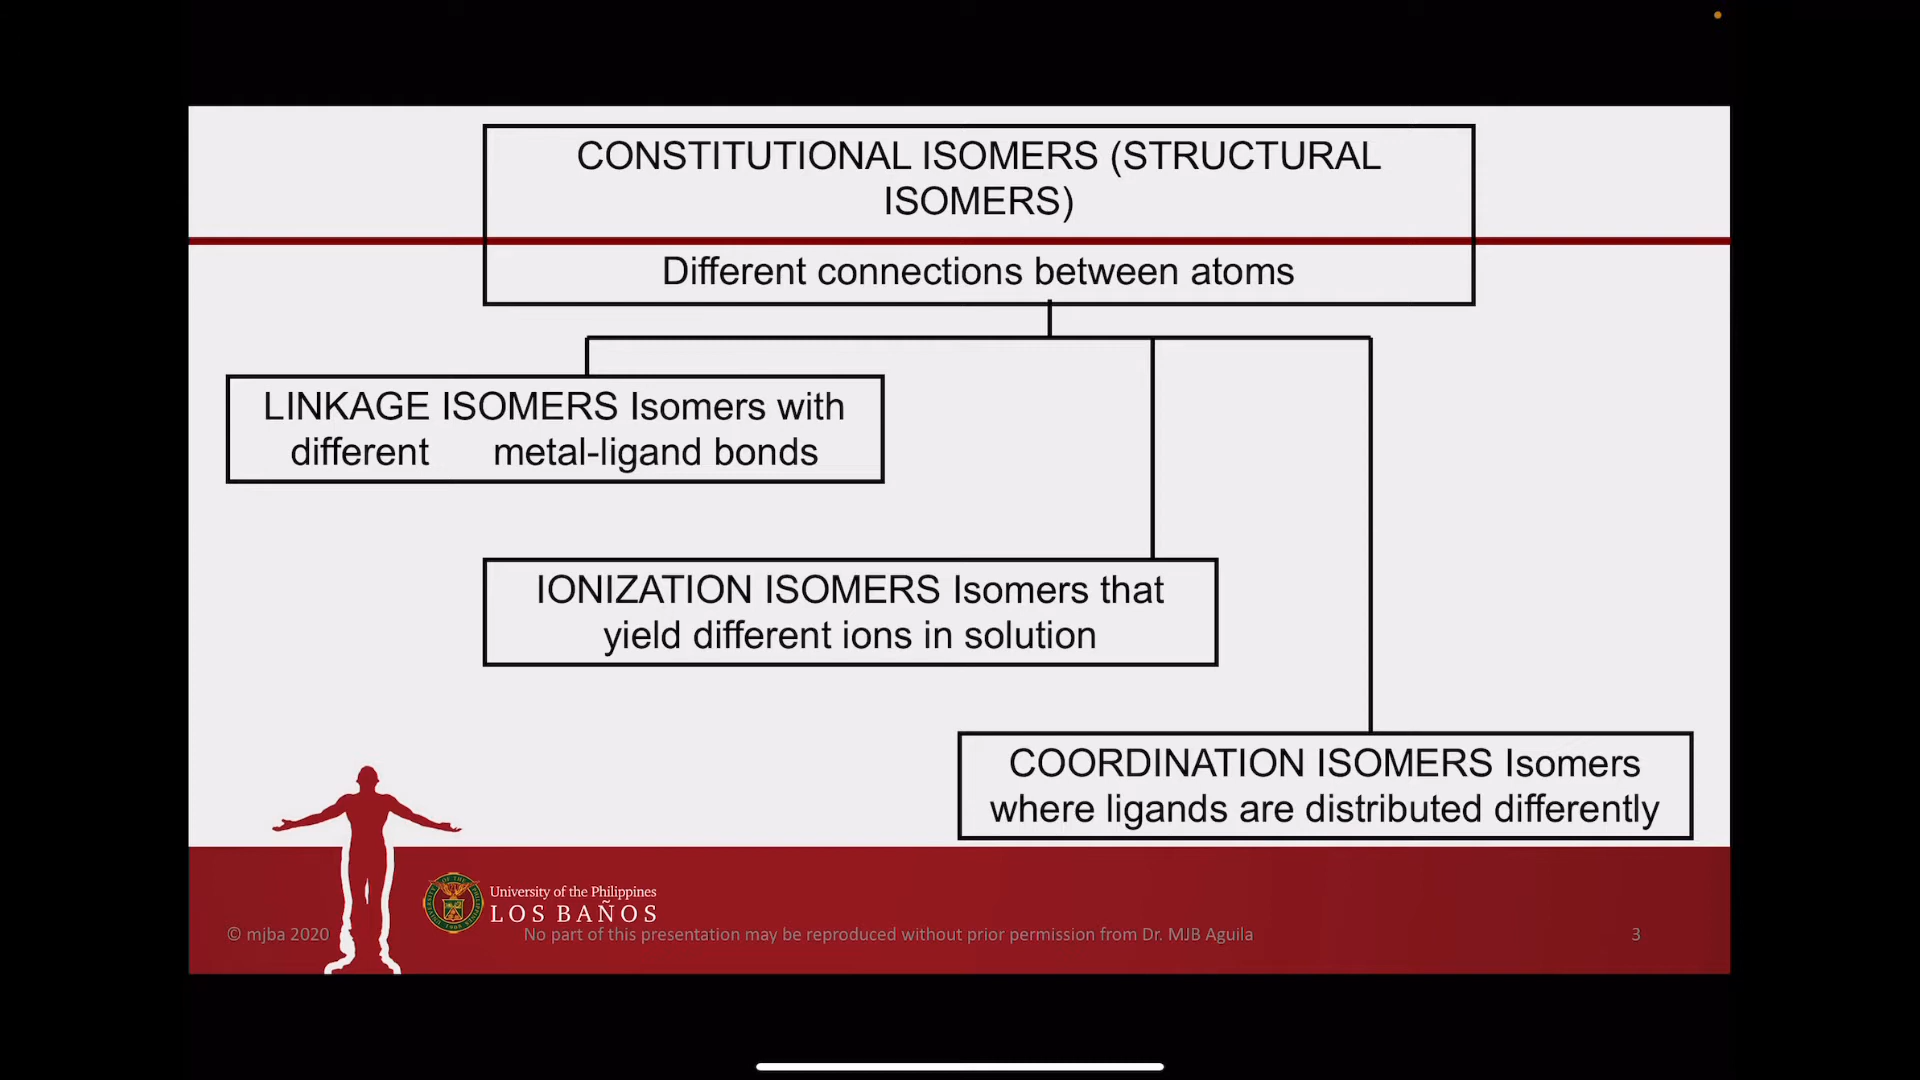 CONSTITUTIONAL ISOMERS (STRUCTURAL
ISOMERS)
Different connections between atoms
LINKAGE ISOMERS Isomers with
different metal-ligand bonds
IONIZATION ISOMERS Isomers that
yield different ions in solution
COORDINATION ISOMERS Isomers
where ligands are distributed differently
University of the Philippines
LOS BAÑOS
© mjba 2020
No part of this presentation may be reproduced without prior permission from Dr. MJB Aguila
3